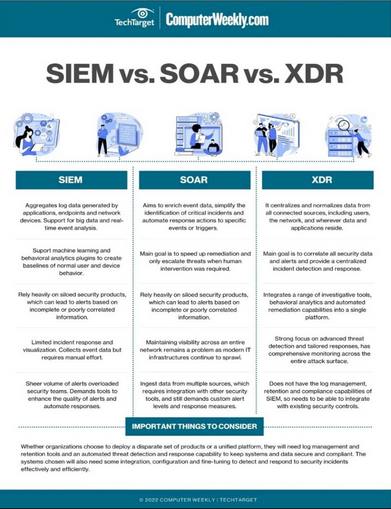 TechTarget ComputerWeekly.com
SIEM vs. SOAR vs. XDR
SIEM
Aggregates log data generated by
applications, endpoints and network
devices. Support for big data and real-
time event analysis.
Suport machine learning and
behavioral analytics plugins to create
baselines of normal user and device
behavior.
Rely heavily on siloed security products,
which can lead to alerts based on
incomplete or poorly correlated
information.
Limited incident response and
visualization. Collects event data but
requires manual effort.
Sheer volume of alerts overloaded
security teams. Demands tools to
enhance the quality of alerts and
automate responses.
SOAR
Aims to enrich event data, simplify the
identification of critical incidents and
automate response actions to specific
events or triggers.
Main goal is to speed up remediation and
only escalate threats when human
intervention was required.
Rely heavily on siloed security products,
which can lead to alerts based on
incomplete or poorly correlated
information.
Maintaining visibility across an entire
network remains a problem as modern IT
infrastructures continue to sprawl.
Ingest data from multiple sources, which
requires integration with other security
tools, and still demands custom alert
levels and response measures.
XDR
It centralizes and normalizes data from
all connected sources, including users,
the network, and wherever data and
applications reside.
Main goal is to correlate all security data
and alerts and provide a centralized
incident detection and response.
Integrates a range of investigative tools,
behavioral analytics and automated
remediation capabilities into a single
platform.
Strong focus on advanced threat
detection and tailored responses, has
comprehensive monitoring across the
entire attack surface.
Does not have the log management,
retention and compliance capabilities of
SIEM, so needs to be able to integrate
with existing security controls.
IMPORTANT THINGS TO CONSIDER
Whether organizations choose to deploy a disparate set of products or a unified platform, they will need log management and
retention tools and an automated threat detection and response capability to keep systems and data secure and compliant. The
systems chosen will also need some integration, configuration and fine-tuning to detect and respond to security incidents
effectively and efficiently.
© 2022 COMPUTER WEEKLY | TECHTARGET